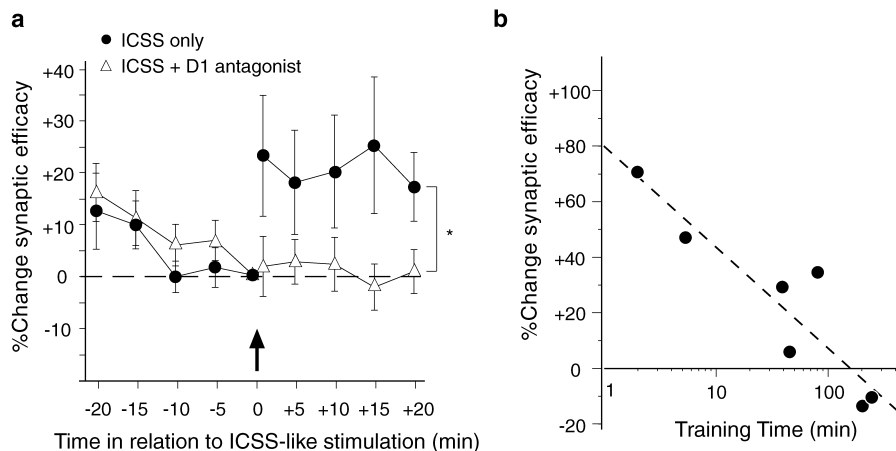 a
ICSS only
ICSS + D1 antagonist
%Change synaptic efficacy
+40
+30
+20
+10
0
-10
*
-20 -15 -10 -5 0 +5 +10 +15 +20
Time in relation to ICSS-like stimulation (min)
b
%Change synaptic efficacy
+100
+80
+60
+40
+20
0
-20
1 10 100
Training Time (min)